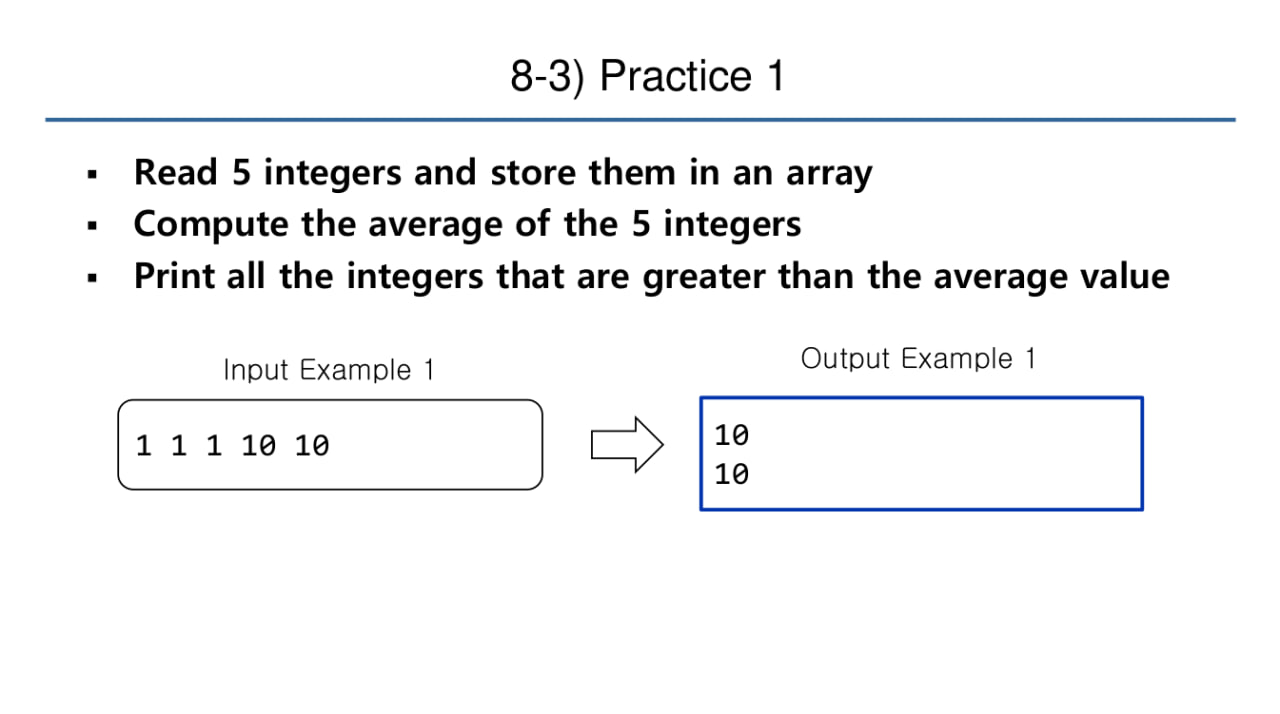 8-3) Practice 1
▪ Read 5 integers and store them in an array
▪ Compute the average of the 5 integers
▪ Print all the integers that are greater than the average value
Input Example 1
1 1 1 10 10
Output Example 1
10
10